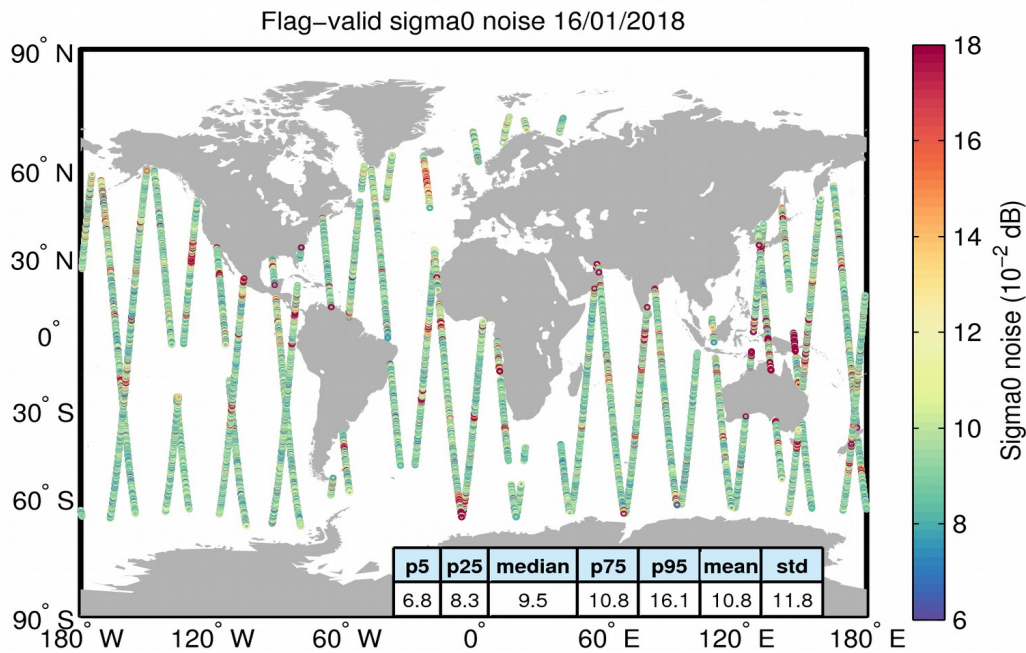 Flag−valid sigma0 noise 16/01/2018
90° N
60° N
30° N
0°
30° S
60° S
90° S
180° W
120° W
60° W
0°
60° E
120° E
180° E
p5 p25 median p75 p95 mean std
6.8 8.3 9.5 10.8 16.1 10.8 11.8
18
16
14
12
10
8
6
Sigma0 noise (10⁻² dB)